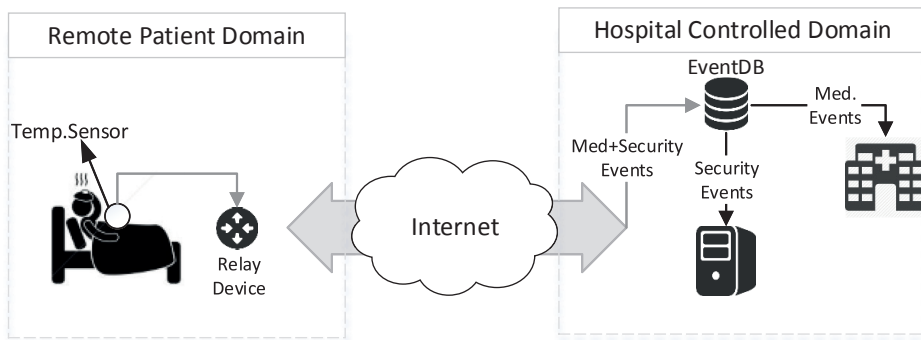 Remote Patient Domain
Temp.Sensor
Relay
Device
Internet
Hospital Controlled Domain
EventDB
Med+Security
Events
Med.
Events
Security
Events